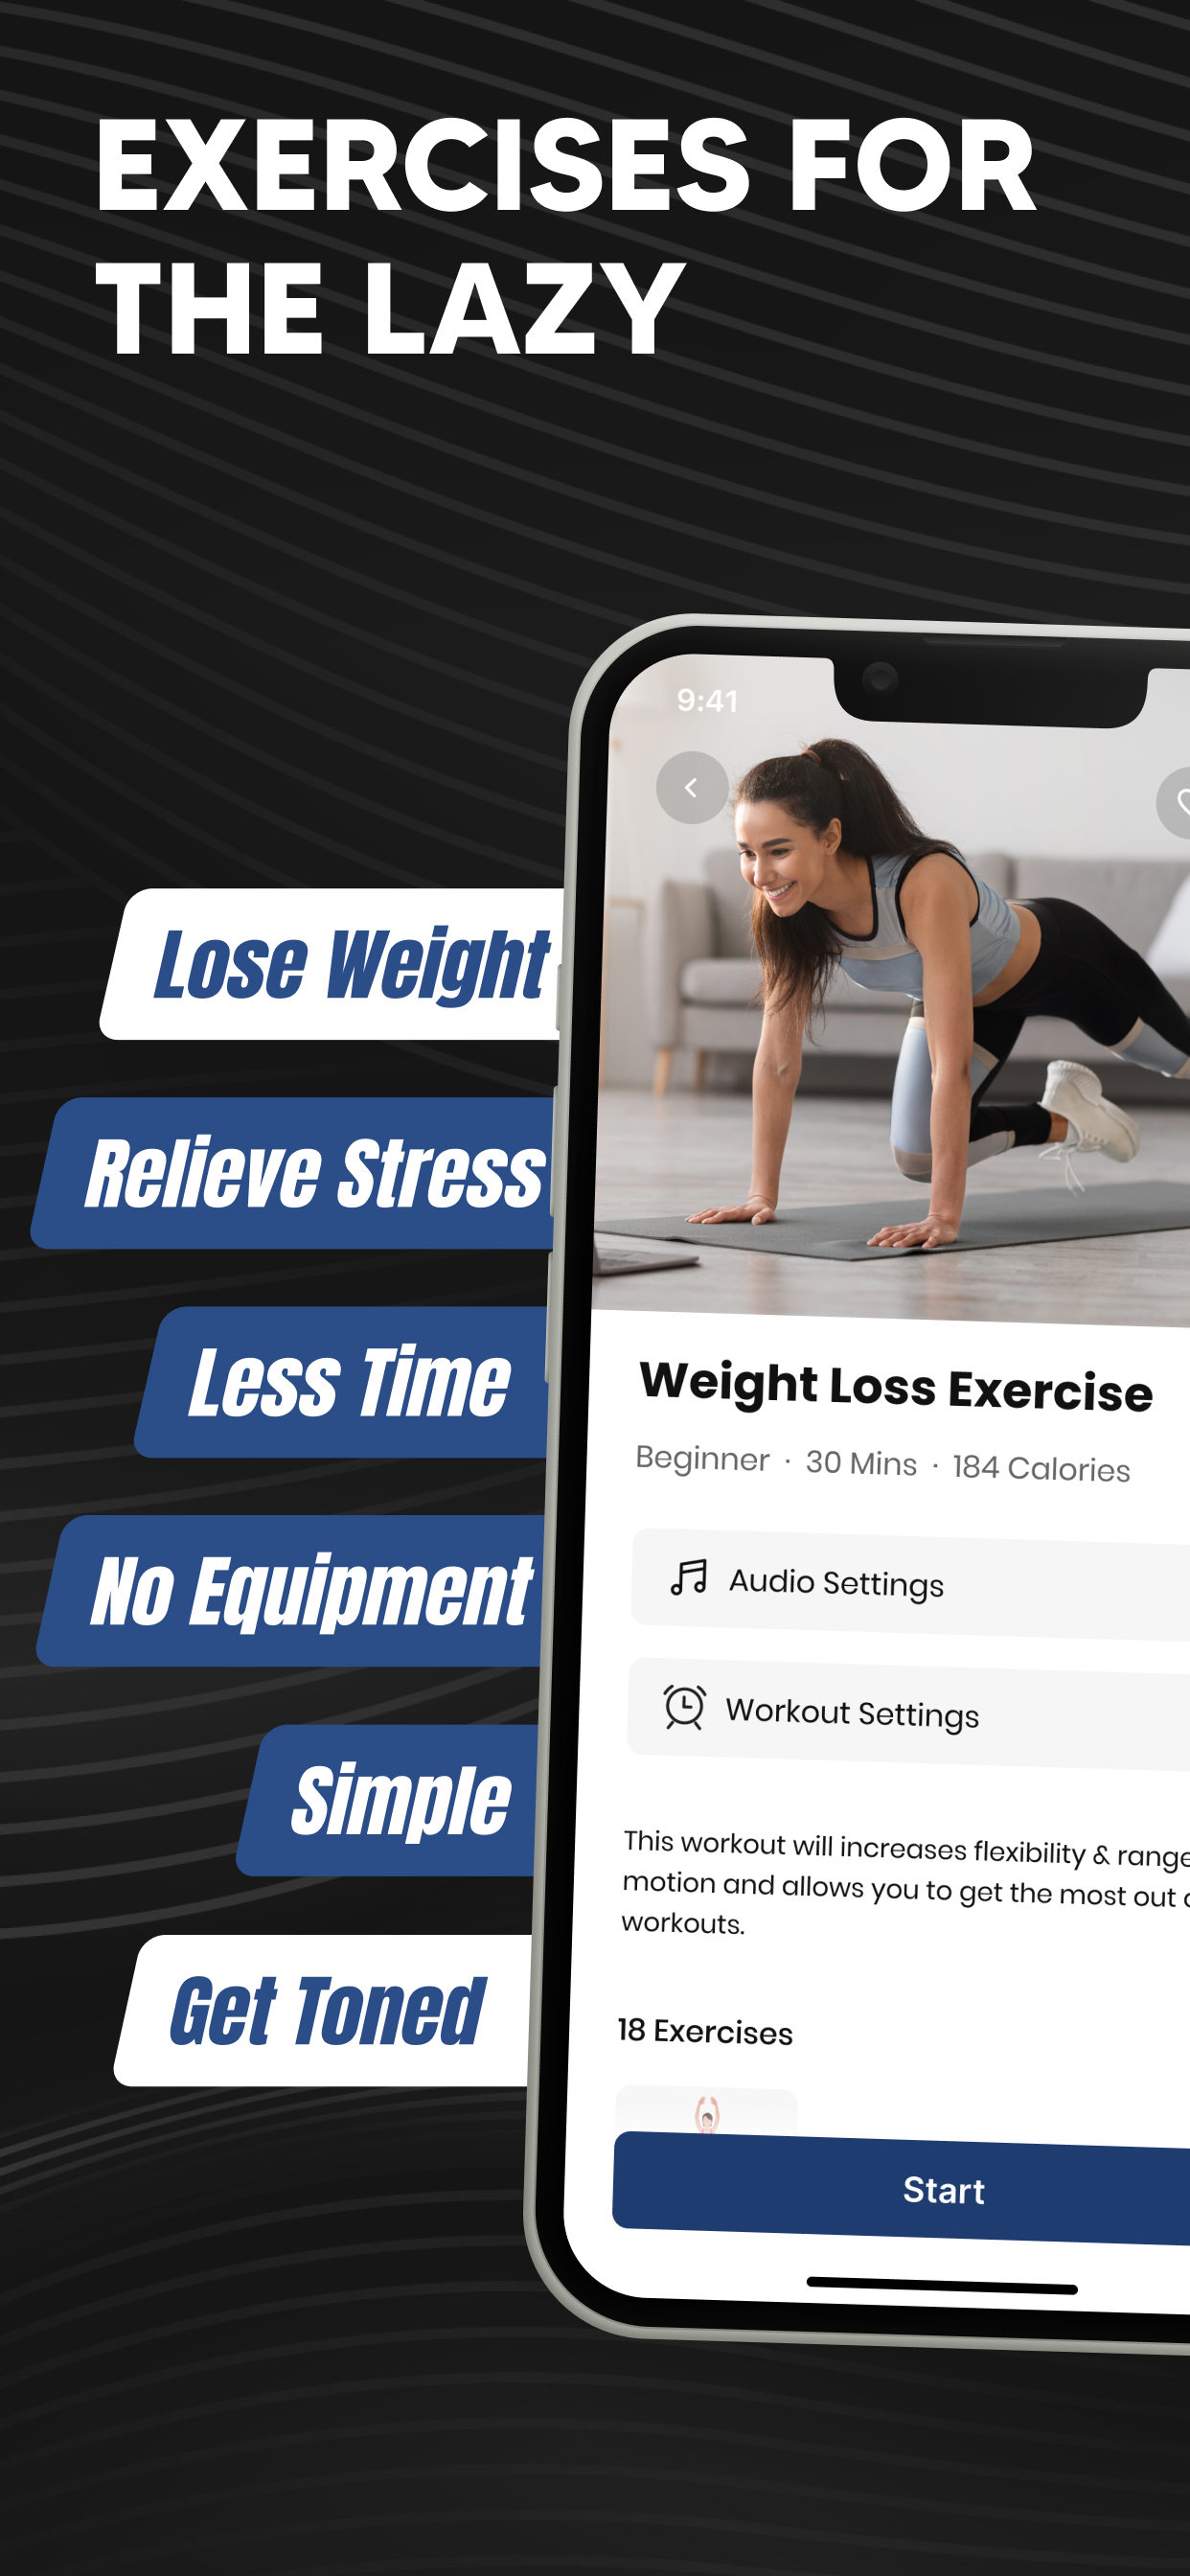 EXERCISES FOR
THE LAZY
9:41
Lose Weight
Relieve Stress
Less Time
No Equipment
Simple
Get Toned
Weight Loss Exercise
Beginner · 30 Mins · 184 Calories
Audio Settings
Workout Settings
This workout will increases flexibility & range
motion and allows you to get the most out
workouts.
18 Exercises
Start